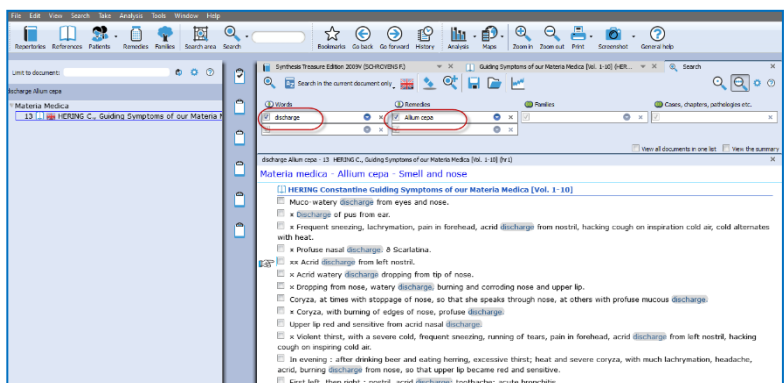 File Edit View Search Take Analysis Tools Window Help
Repertories References Patients Remedies Families Search area Search Bookmarks Go back Go forward History Analysis Maps Zoom in Zoom out Print Screenshot General help
Synthesis Treasure Edition 2009V (SCHROYENS F.) Guiding Symptoms of our Materia Medica [Vol. 1-10] (HER... Search
Limit to document:
Search in the current document only
discharge Allium cepa
Materia Medica
13 HERING C., Guiding Symptoms of our Materia M
Words Remedies Families Cases, chapters, pathologies etc.
discharge Allium cepa
View all documents in one list View the summary
discharge Allium cepa - 13 HERING C., Guiding Symptoms of our Materia Medica [Vol. 1-10] (hr1)
Materia medica - Allium cepa - Smell and nose
HERING Constantine Guiding Symptoms of our Materia Medica [Vol. 1-10]
Muco-watery discharge from eyes and nose.
× Discharge of pus from ear.
× Frequent sneezing, lachrymation, pain in forehead, acrid discharge from nostril, hacking cough on inspiration cold air, cold alternates
with heat.
× Profuse nasal discharge: θ Scarlatina.
×× Acrid discharge from left nostril.
× Acrid watery discharge dropping from tip of nose.
× Dropping from nose, watery discharge, burning and corroding nose and upper lip.
Coryza, at times with stoppage of nose, so that she speaks through nose, at others with profuse mucous discharge.
× Coryza, with burning of edges of nose, profuse discharge.
Upper lip red and sensitive from acrid nasal discharge.
× Violent thirst, with a severe cold, frequent sneezing, running of tears, pain in forehead, acrid discharge from left nostril, hacking
cough on inspiring cold air.
In evening : after drinking beer and eating herring, excessive thirst; heat and severe coryza, with much lachrymation, headache,
acrid, burning discharge from nose, so that upper lip became red and sensitive.
First left, then right : nostril, acrid discharge; toothache; acute bronchitis.